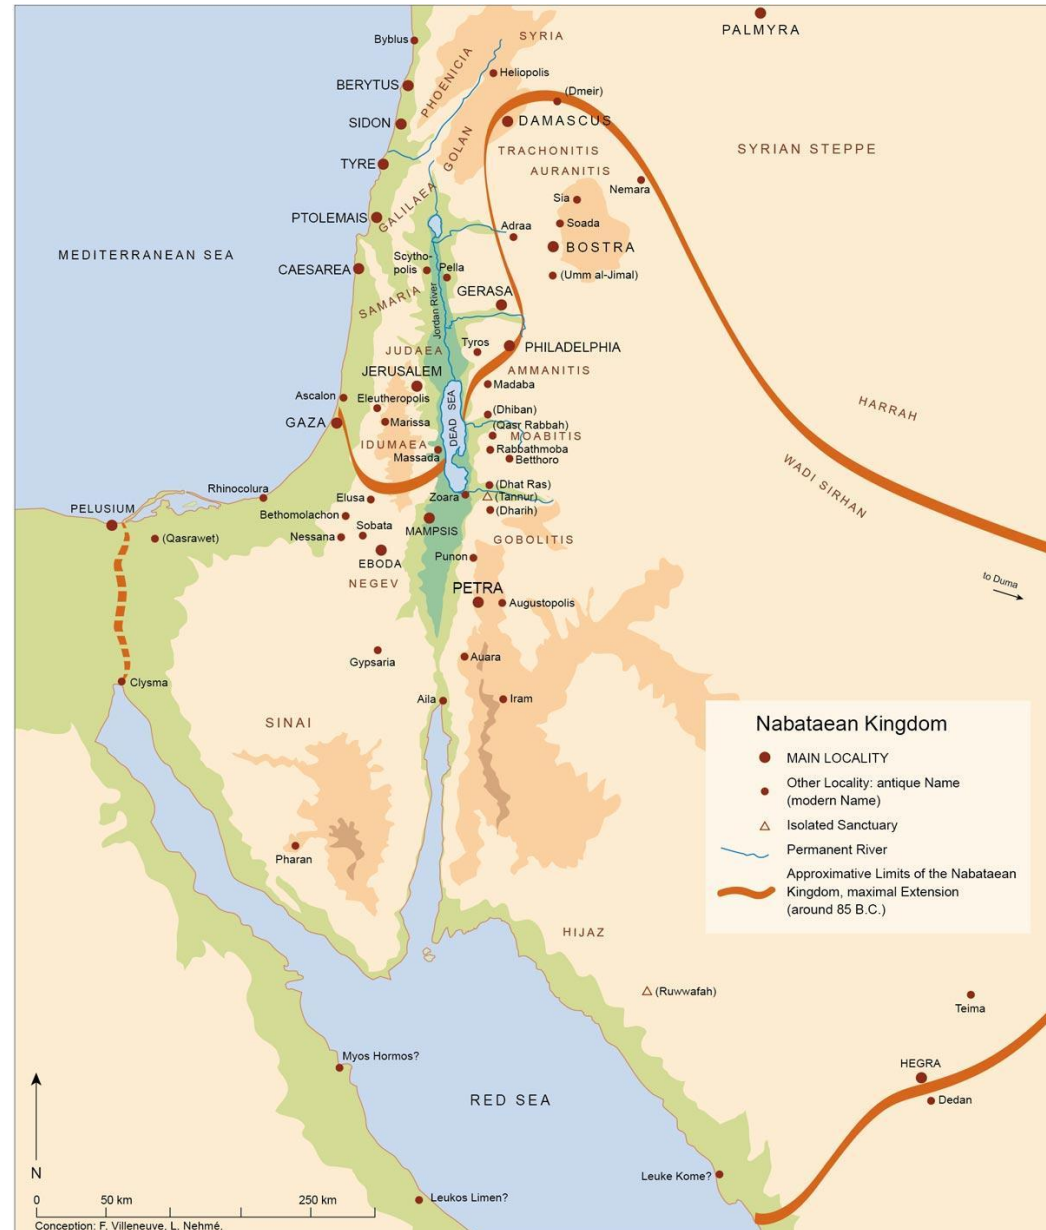 PALMYRA
Byblus
SYRIA
PHOENICIA
Heliopolis
BERYTUS
(Dmeir)
SIDON
DAMASCUS
GOLAN
TRACHONITIS
SYRIAN STEPPE
TYRE
AURANITIS
Nemara
GALILAEA
Sia
PTOLEMAIS
Soada
Adraa
BOSTRA
MEDITERRANEAN SEA
Scytho-
polis
Pella
CAESAREA
(Umm al-Jimal)
GERASA
SAMARIA
Jordan River
Tyros
PHILADELPHIA
JUDAEA
JERUSALEM
AMMANITIS
Madaba
Ascalon
Eleutheropolis
DEAD SEA
HARRAH
(Dhiban)
GAZA
Marissa
(Qasr Rabbah)
MOABITIS
IDUMAEA
Rabbathmoba
Massada
Betthoro
WADI SIRHAN
Rhinocolura
(Dhat Ras)
Elusa
Zoara
(Tannur)
PELUSIUM
Bethomolachon
(Dharih)
Sobata
MAMPSIS
(Qasrawet)
Nessana
GOBOLITIS
EBODA
Punon
NEGEV
to Duma
PETRA
Augustopolis
Gypsaria
Auara
Clysma
Aila
Iram
SINAI
Nabataean Kingdom
MAIN LOCALITY
Other Locality: antique Name
(modern Name)
Isolated Sanctuary
Permanent River
Approximative Limits of the Nabataean
Kingdom, maximal Extension
(around 85 B.C.)
Pharan
HIJAZ
(Ruwwafah)
Teima
Myos Hormos?
HEGRA
RED SEA
Dedan
N
Leuke Kome?
0 50 km 250 km
Leukos Limen?
Conception: F. Villeneuve, L. Nehmé.